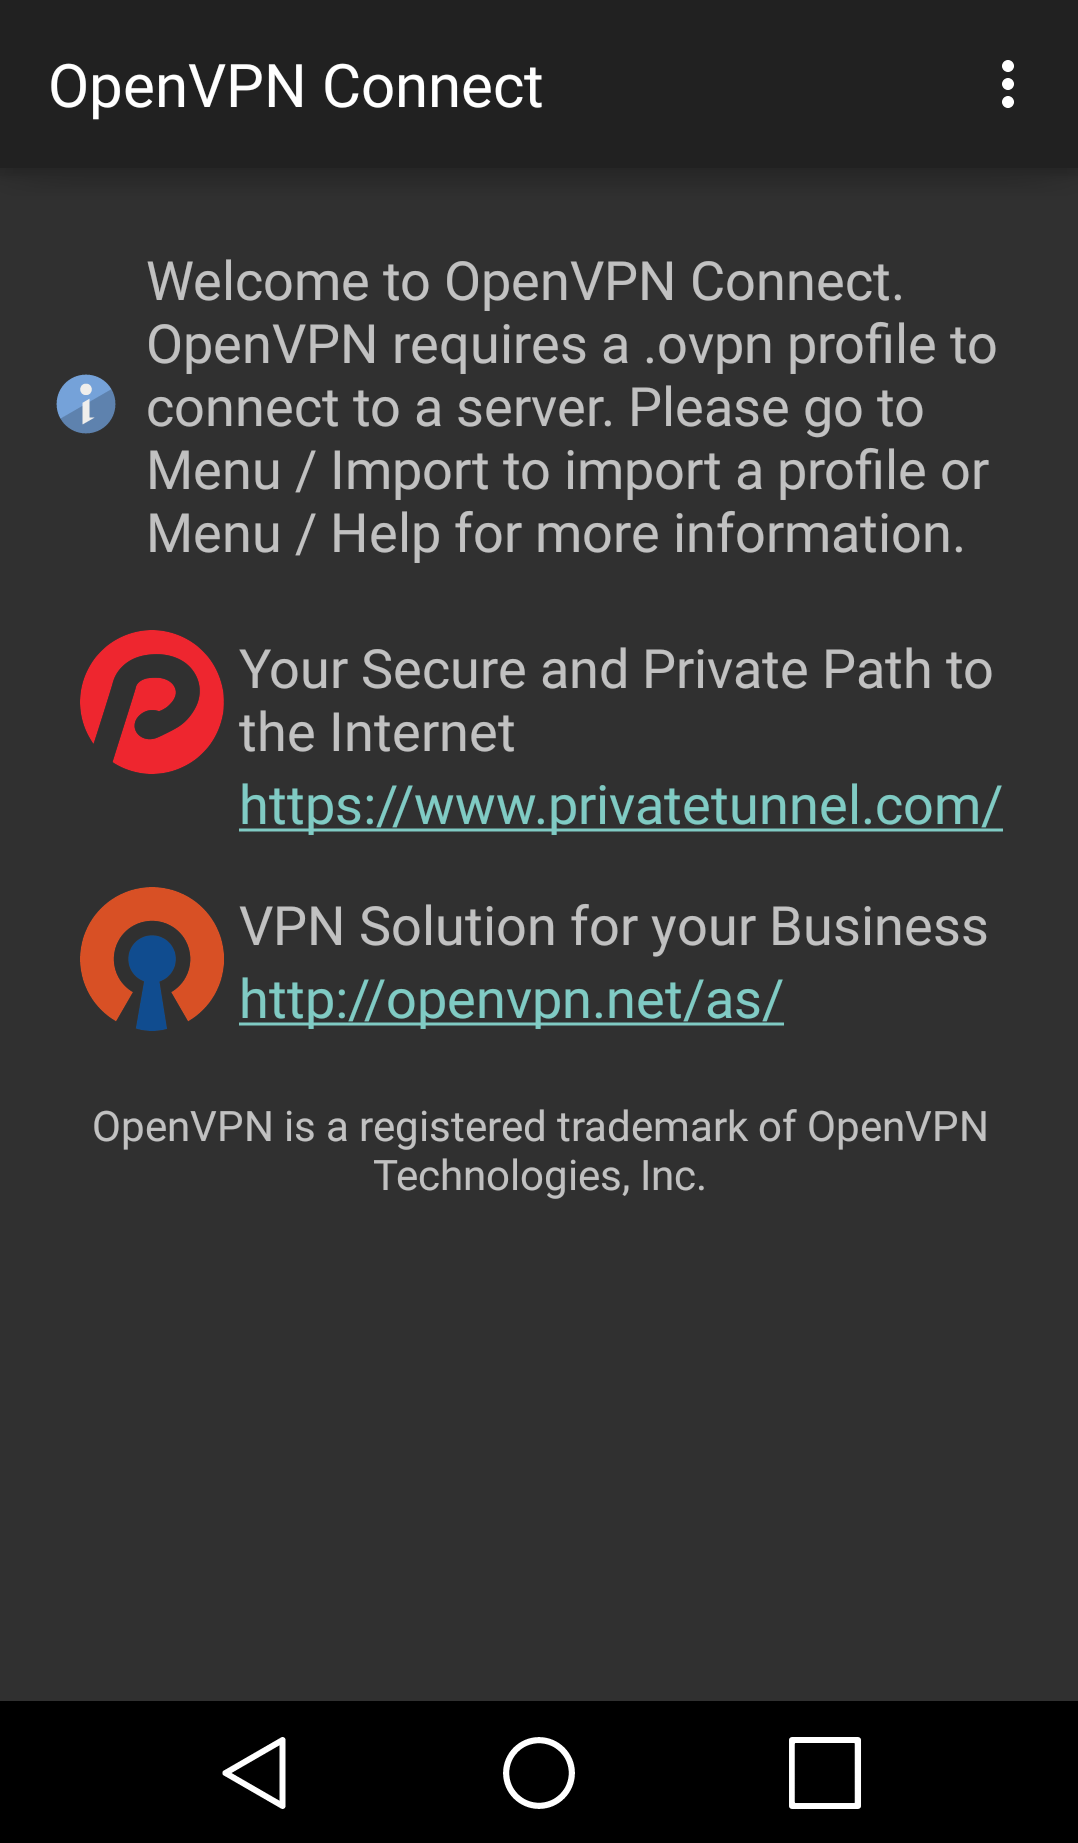 OpenVPN Connect
Welcome to OpenVPN Connect.
OpenVPN requires a .ovpn profile to
connect to a server. Please go to
Menu / Import to import a profile or
Menu / Help for more information.
Your Secure and Private Path to
the Internet
https://www.privatetunnel.com/
VPN Solution for your Business
http://openvpn.net/as/
OpenVPN is a registered trademark of OpenVPN
Technologies, Inc.